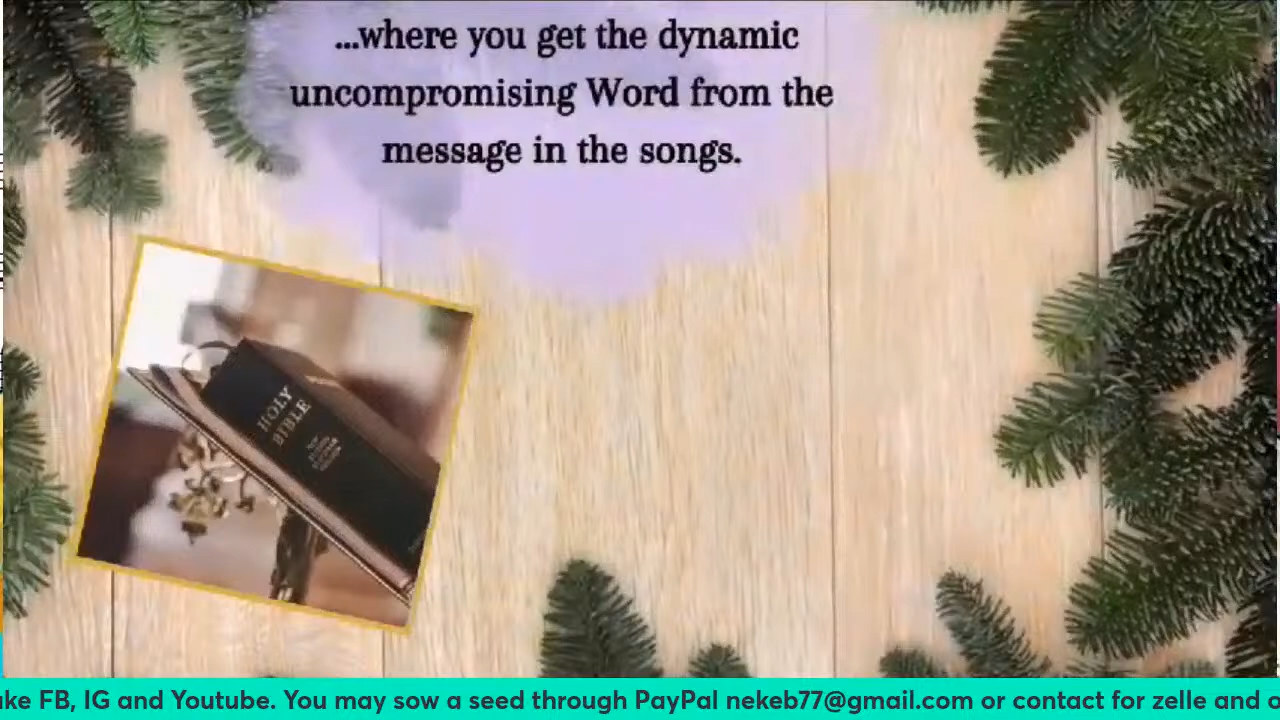 ...where you get the dynamic
uncompromising Word from the
message in the songs.
HOLY
BIBLE
ke FB, IG and Youtube. You may sow a seed through PayPal nekeb77@gmail.com or contact for zelle and